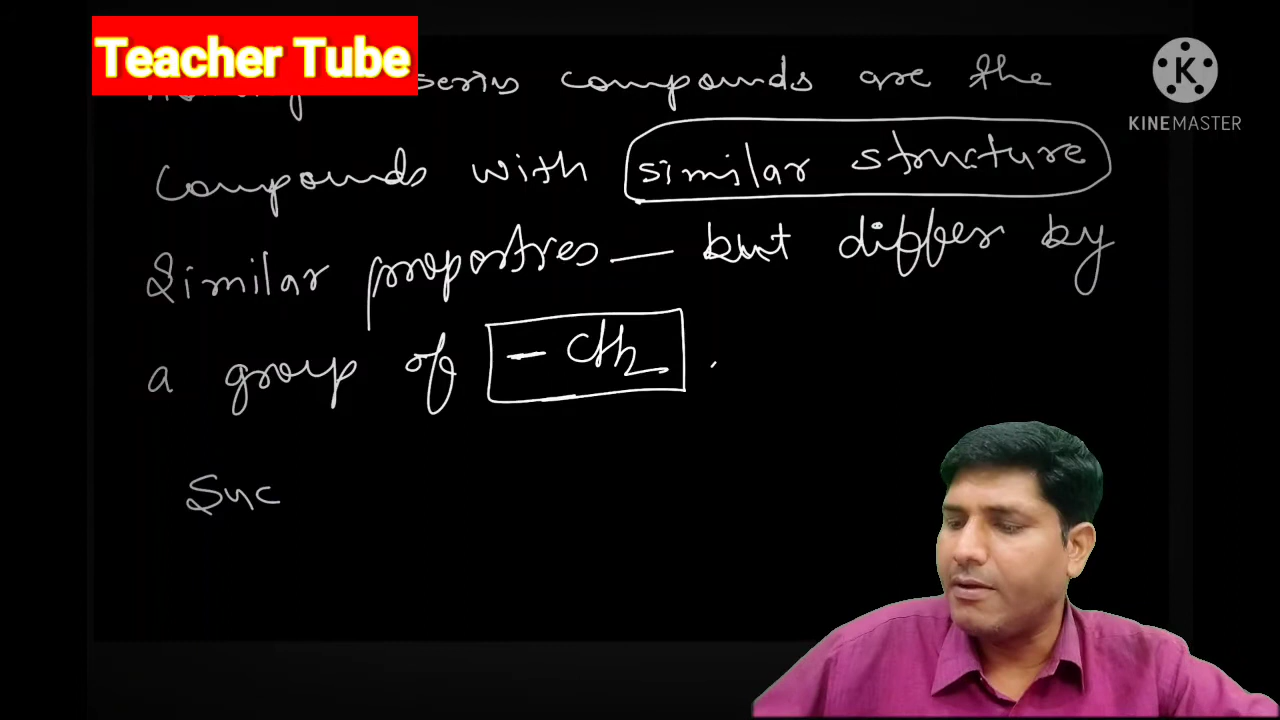 Teacher Tube
series compounds are the
KINEMASTER
compounds with similar structure
similar properties — but differ by
a group of - CH2 .
Suc